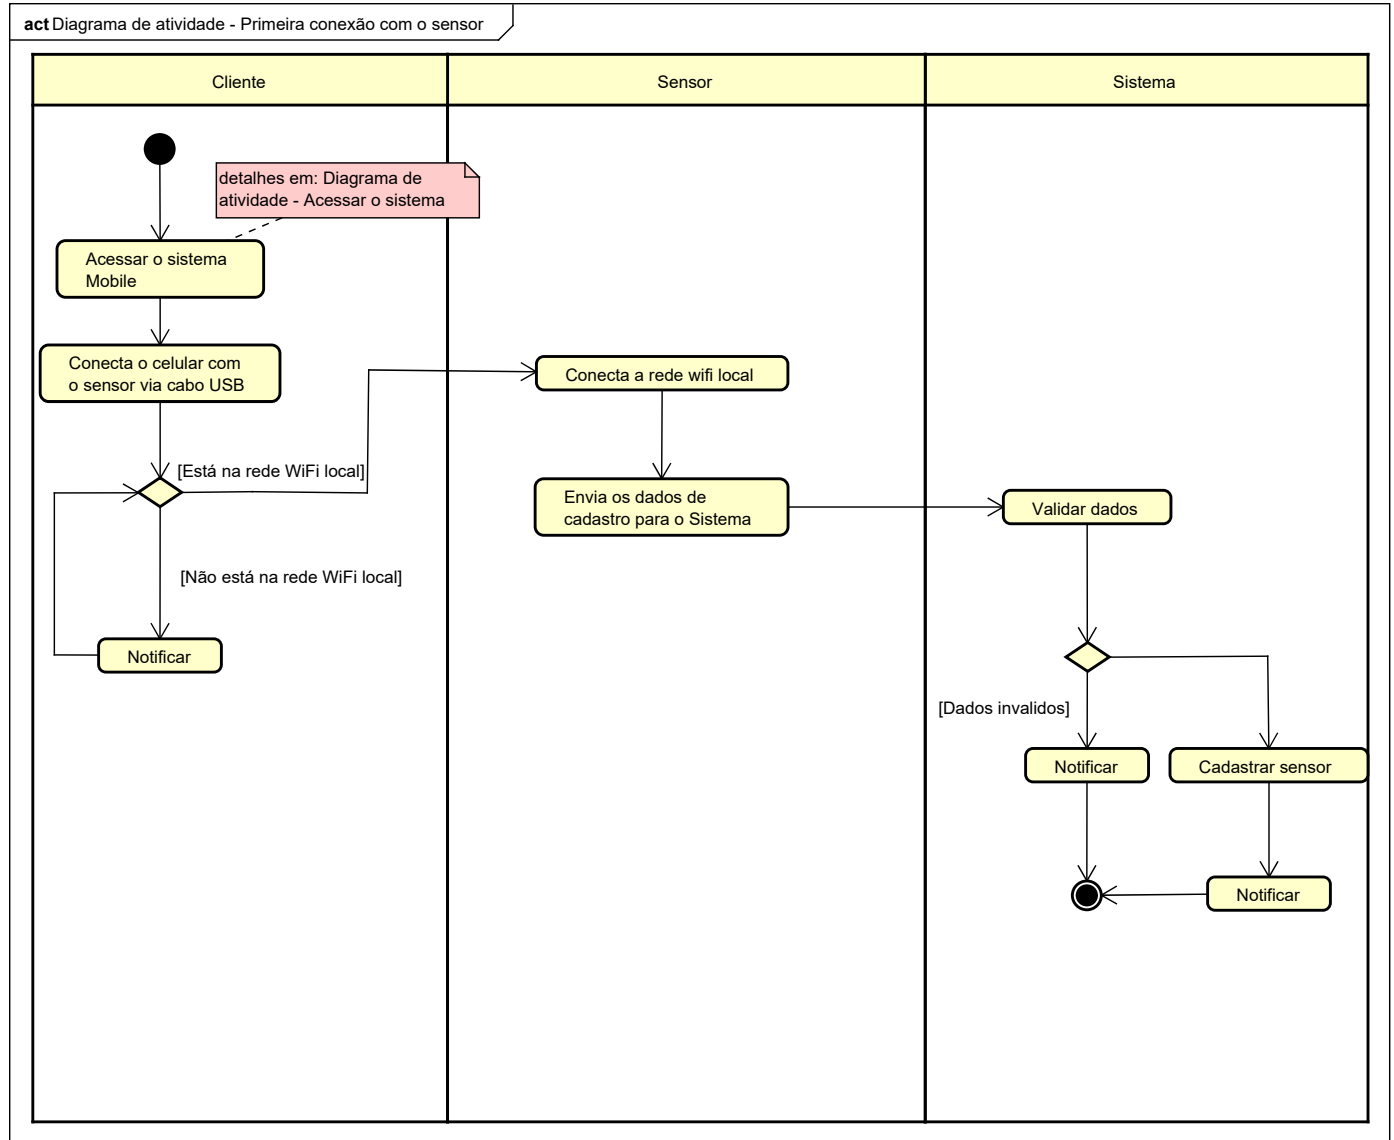 act Diagrama de atividade - Primeira conexão com o sensor
Cliente
Sensor
Sistema
detalhes em: Diagrama de
atividade - Acessar o sistema
Acessar o sistema
Mobile
Conecta o celular com
o sensor via cabo USB
Conecta a rede wifi local
[Está na rede WiFi local]
Envia os dados de
cadastro para o Sistema
Validar dados
[Não está na rede WiFi local]
Notificar
[Dados invalidos]
Notificar
Cadastrar sensor
Notificar